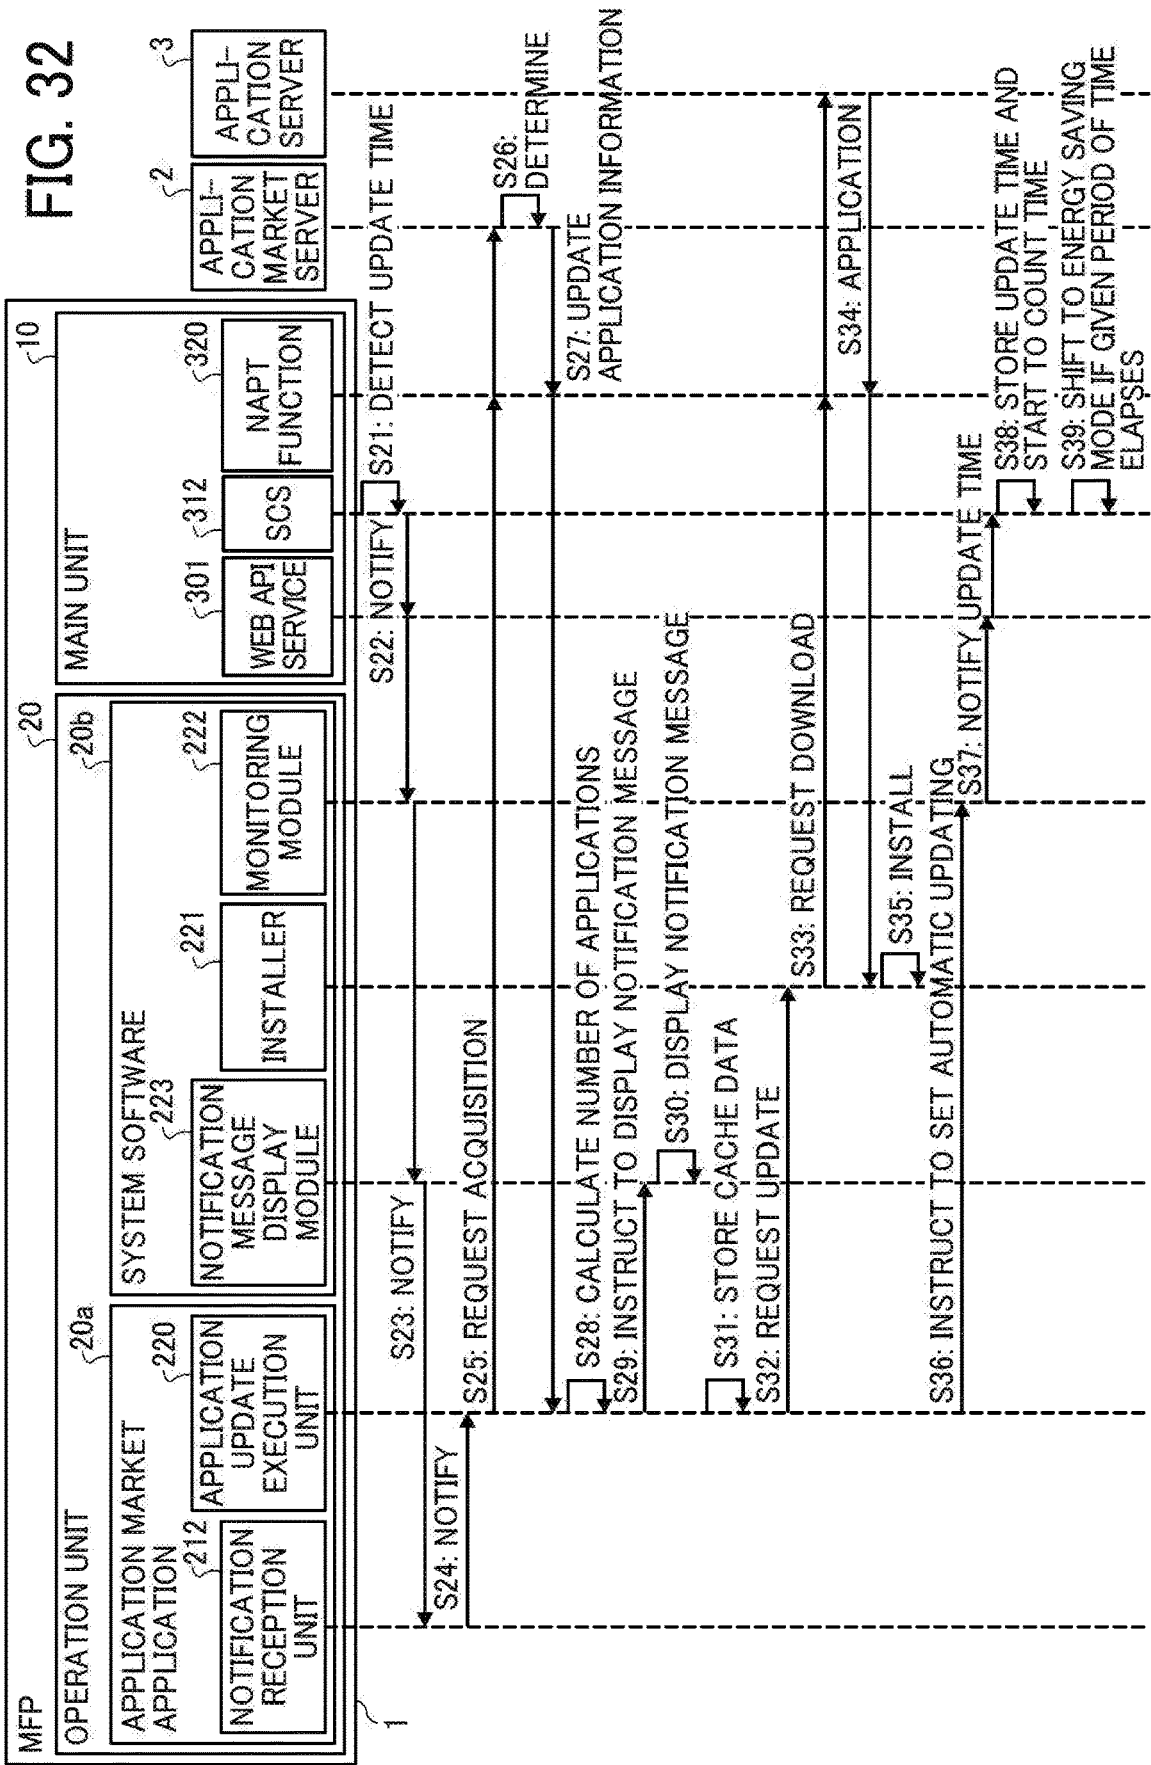 FIG. 32
MFP
1
OPERATION UNIT
20
APPLICATION MARKET
APPLICATION
20a
NOTIFICATION
RECEPTION
UNIT
212
APPLICATION
UPDATE
EXECUTION
UNIT
220
SYSTEM SOFTWARE
20b
NOTIFICATION
MESSAGE
DISPLAY
MODULE
223
INSTALLER
221
MONITORING
MODULE
222
MAIN UNIT
10
WEB API
SERVICE
301
SCS
312
NAPT
FUNCTION
320
APPLI-
CATION
MARKET
SERVER
2
APPLI-
CATION
SERVER
3
S21: DETECT UPDATE TIME
S22: NOTIFY
S23: NOTIFY
S24: NOTIFY
S25: REQUEST ACQUISITION
S26:
DETERMINE
S27: UPDATE
APPLICATION INFORMATION
S28: CALCULATE NUMBER OF APPLICATIONS
S29: INSTRUCT TO DISPLAY NOTIFICATION MESSAGE
S30: DISPLAY NOTIFICATION MESSAGE
S31: STORE CACHE DATA
S32: REQUEST UPDATE
S33: REQUEST DOWNLOAD
S34: APPLICATION
S35: INSTALL
S36: INSTRUCT TO SET AUTOMATIC UPDATING
S37: NOTIFY UPDATE TIME
S38: STORE UPDATE TIME AND
START TO COUNT TIME
S39: SHIFT TO ENERGY SAVING
MODE IF GIVEN PERIOD OF TIME
ELAPSES